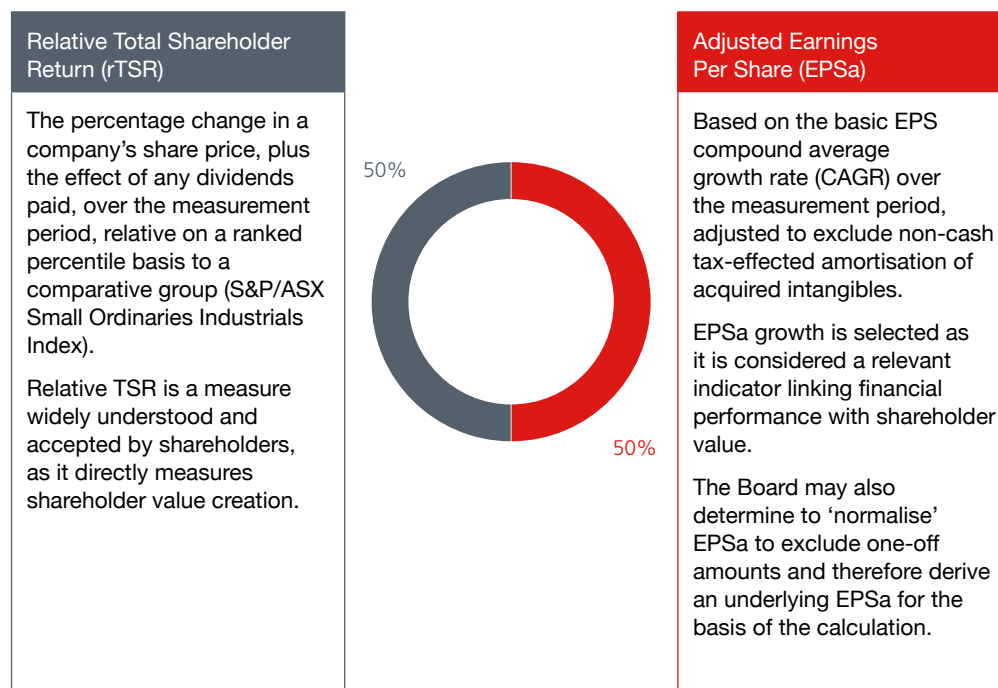 Relative Total Shareholder
Return (rTSR)
The percentage change in a
company’s share price, plus
the effect of any dividends
paid, over the measurement
period, relative on a ranked
percentile basis to a
comparative group (S&P/ASX
Small Ordinaries Industrials
Index).
Relative TSR is a measure
widely understood and
accepted by shareholders,
as it directly measures
shareholder value creation.
50%
50%
Adjusted Earnings
Per Share (EPSa)
Based on the basic EPS
compound average
growth rate (CAGR) over
the measurement period,
adjusted to exclude non-cash
tax-effected amortisation of
acquired intangibles.
EPSa growth is selected as
it is considered a relevant
indicator linking financial
performance with shareholder
value.
The Board may also
determine to ‘normalise’
EPSa to exclude one-off
amounts and therefore derive
an underlying EPSa for the
basis of the calculation.